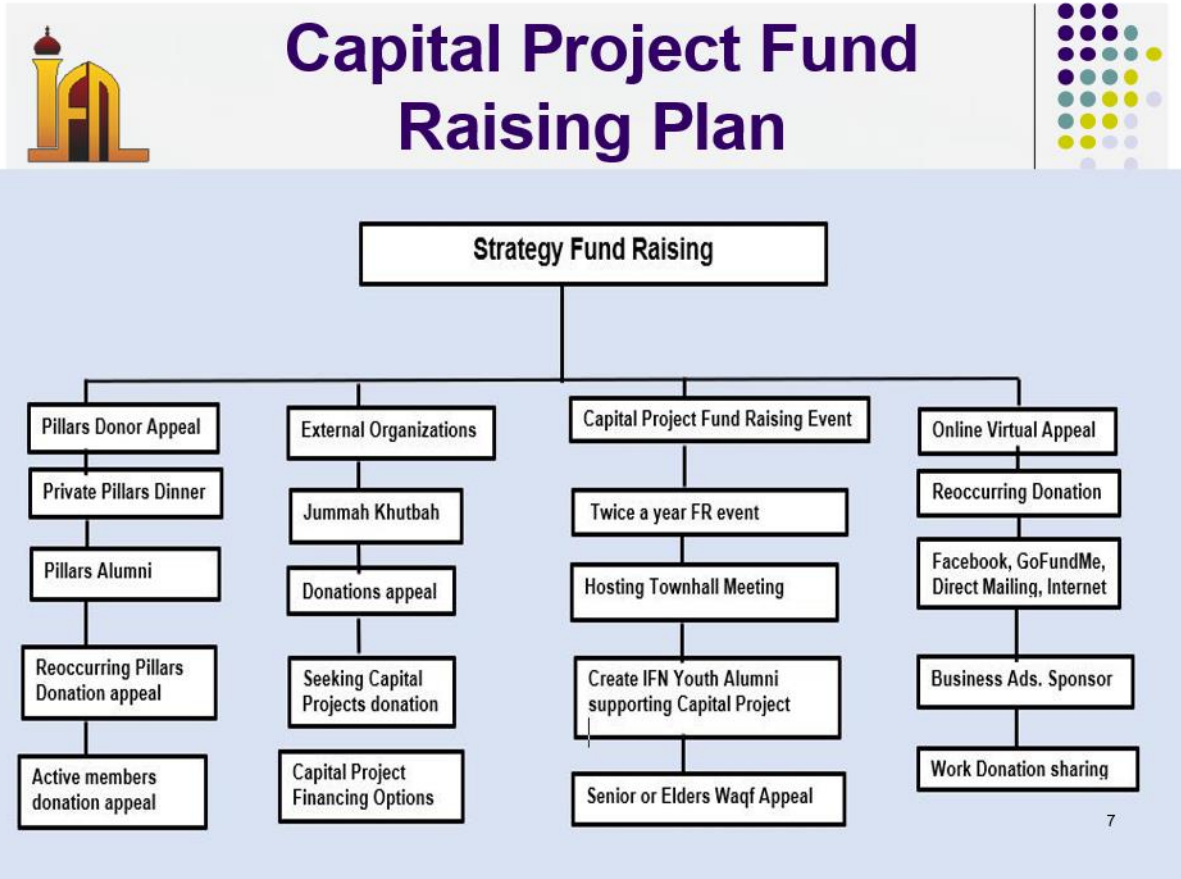 IFN
Capital Project Fund
Raising Plan
Strategy Fund Raising
Pillars Donor Appeal
Private Pillars Dinner
Pillars Alumni
Reoccurring Pillars
Donation appeal
Active members
donation appeal
External Organizations
Jummah Khutbah
Donations appeal
Seeking Capital
Projects donation
Capital Project
Financing Options
Capital Project Fund Raising Event
Twice a year FR event
Hosting Townhall Meeting
Create IFN Youth Alumni
supporting Capital Project
Senior or Elders Waqf Appeal
Online Virtual Appeal
Reoccurring Donation
Facebook, GoFundMe,
Direct Mailing, Internet
Business Ads. Sponsor
Work Donation sharing
7